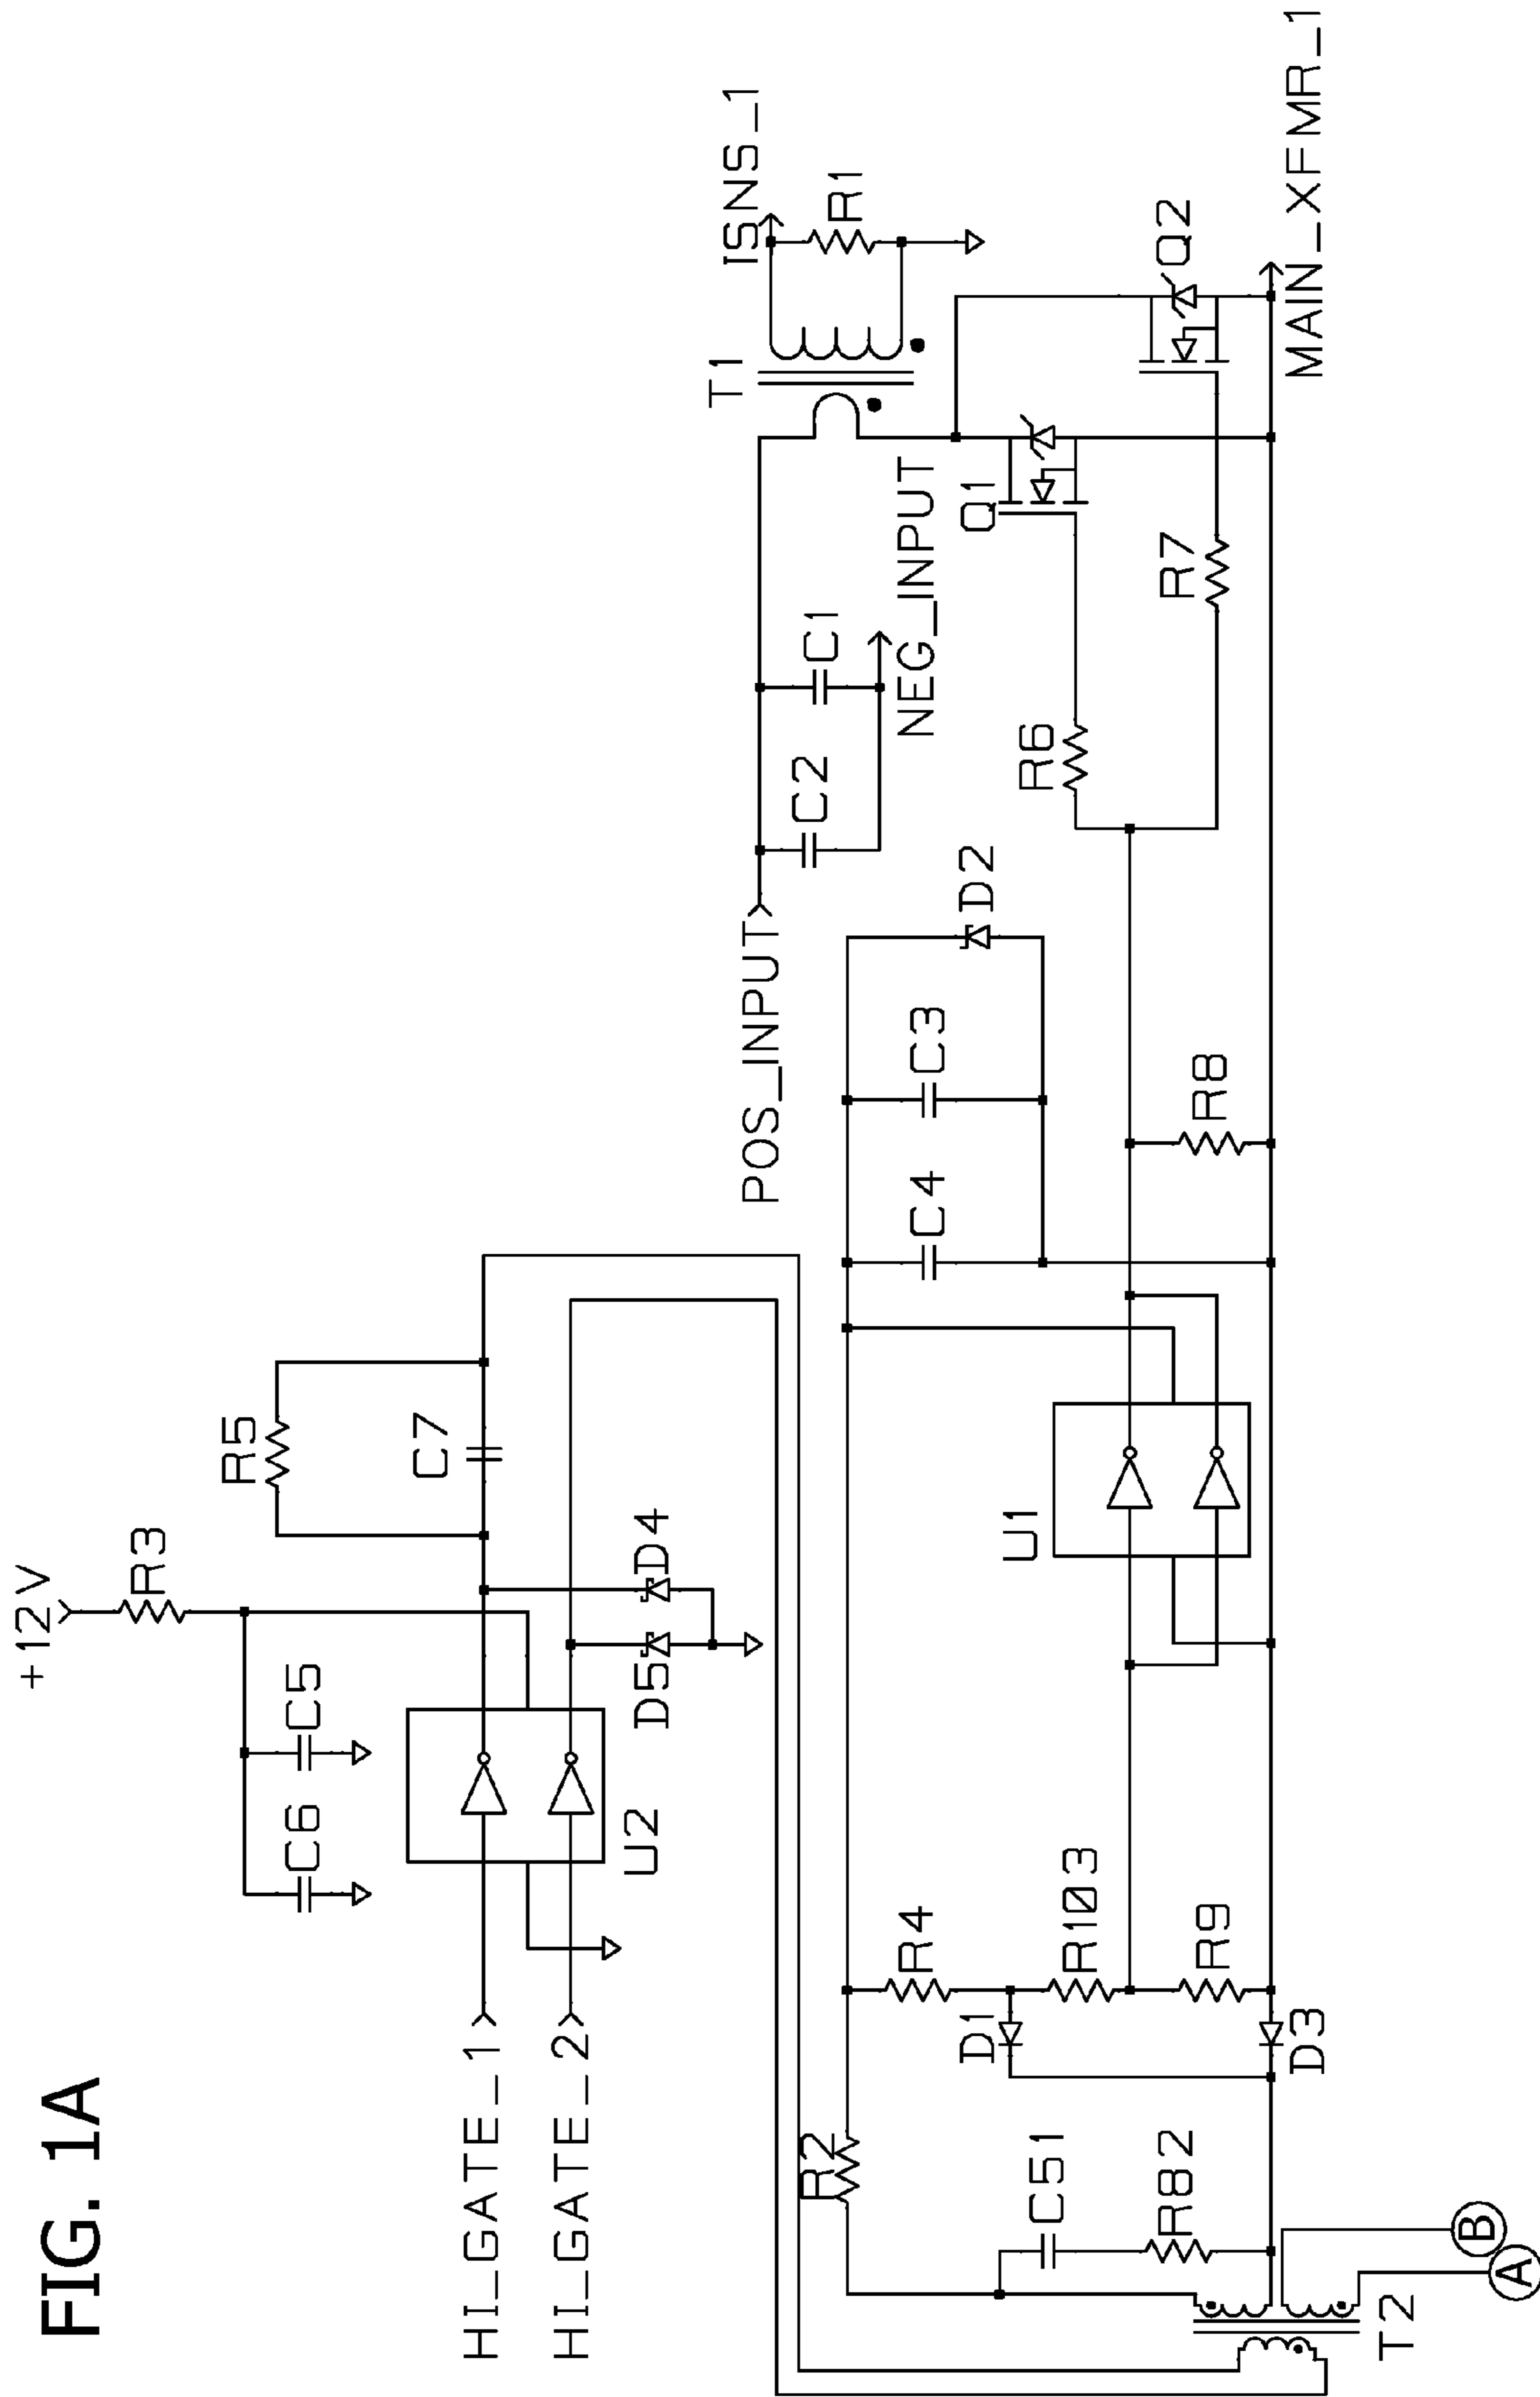 FIG. 1A
+12V
R3
R5
C6
C5
C7
HI_GATE_1
HI_GATE_2
U2
D5
D4
POS_INPUT
C2
C1
NEG_INPUT
T1
ISNS_1
R1
R2
R4
D1
R103
R9
D3
C51
R82
T2
A
B
U1
C4
C3
D2
R8
R6
R7
Q1
Q2
MAIN_XFMR_1